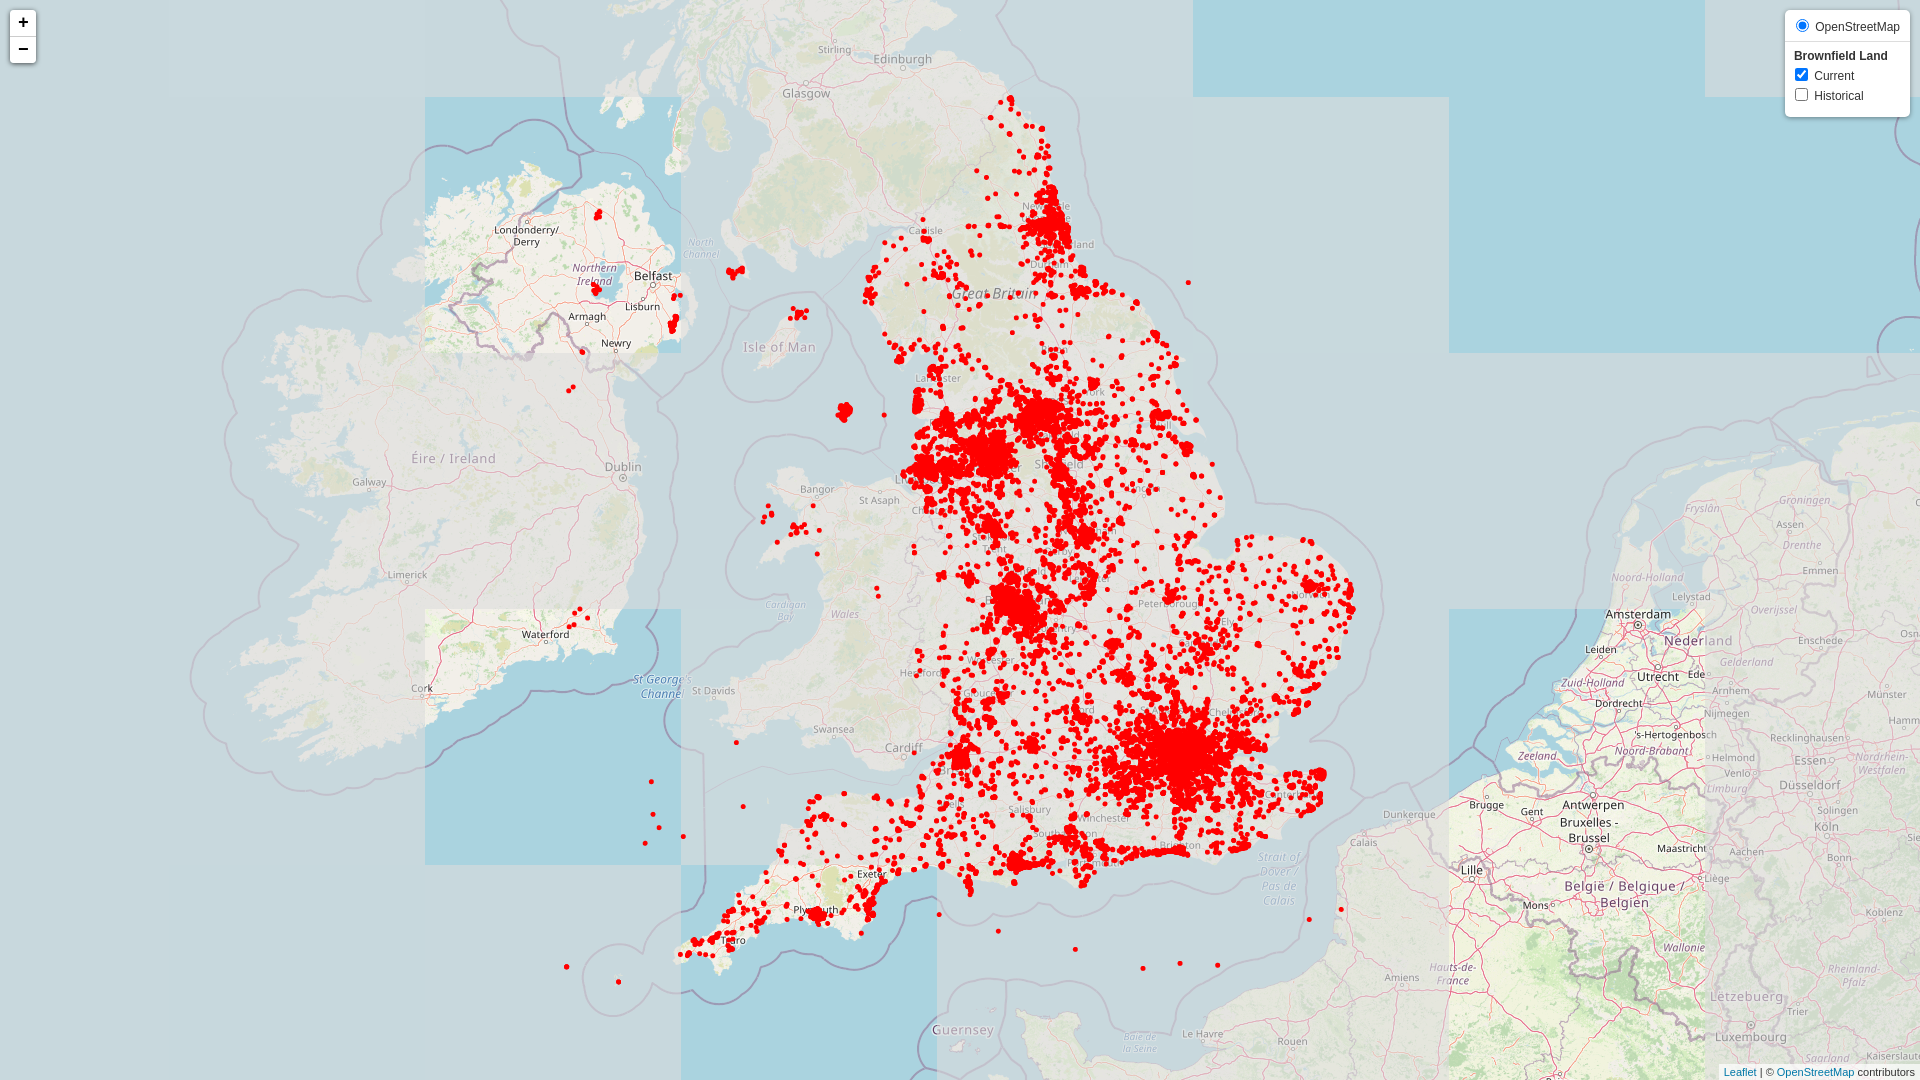 +
−
OpenStreetMap
Brownfield Land
Current
Historical
Stirling
Edinburgh
Glasgow
Londonderry/
Derry
North
Channel
Northern
Ireland
Belfast
Lisburn
Armagh
Newry
Carlisle
Great Britain
Isle of Man
Éire / Ireland
Dublin
Galway
Bangor
St Asaph
Limerick
Waterford
Cork
St George's
Channel
St Davids
Cardigan
Bay
Wales
Swansea
Cardiff
Peterborough
Ely
Worcester
Salisbury
Winchester
Brighton
Exeter
Plymouth
Truro
Guernsey
Strait of
Dover /
Pas de
Calais
Dunkerque
Calais
Amiens
Le Havre
Rouen
Baie de
la Seine
Hauts-de-
France
Fryslân
Groningen
Assen
Drenthe
Emmen
Noord-Holland
Lelystad
Overijssel
Amsterdam
Nederland
Enschede
Leiden
Utrecht
Ede
Gelderland
Zuid-Holland
Arnhem
Münster
Dordrecht
Nijmegen
's-Hertogenbosch
Recklinghausen
Zeeland
Noord-Brabant
Helmond
Essen
Nordrhein-
Westfalen
Venlo
Limburg
Düsseldorf
Brugge
Gent
Antwerpen
Solingen
Bruxelles -
Brussel
Köln
Maastricht
Aachen
Bonn
Lille
Liège
België / Belgique /
Belgien
Mons
Koblenz
Wallonie
Rheinland-
Pfalz
Lëtzebuerg
Trier
Luxembourg
Saarland
Kaiserslautern
Leaflet | © OpenStreetMap contributors